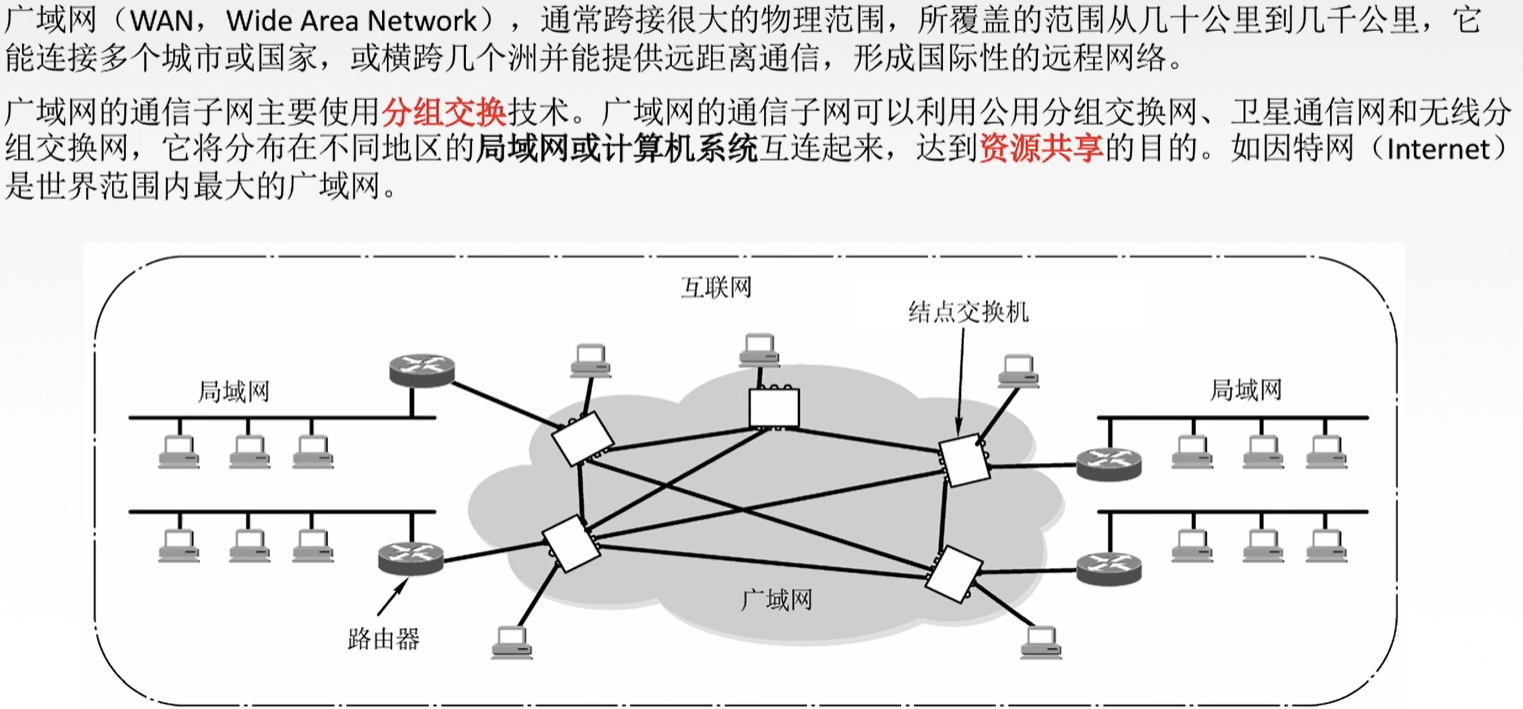 广域网（WAN，Wide Area Network），通常跨接很大的物理范围，所覆盖的范围从几十公里到几千公里，它
能连接多个城市或国家，或横跨几个洲并能提供远距离通信，形成国际性的远程网络。
广域网的通信子网主要使用分组交换技术。广域网的通信子网可以利用公用分组交换网、卫星通信网和无线分
组交换网，它将分布在不同地区的局域网或计算机系统互连起来，达到资源共享的目的。如因特网（Internet）
是世界范围内最大的广域网。
互联网
结点交换机
局域网
局域网
广域网
路由器